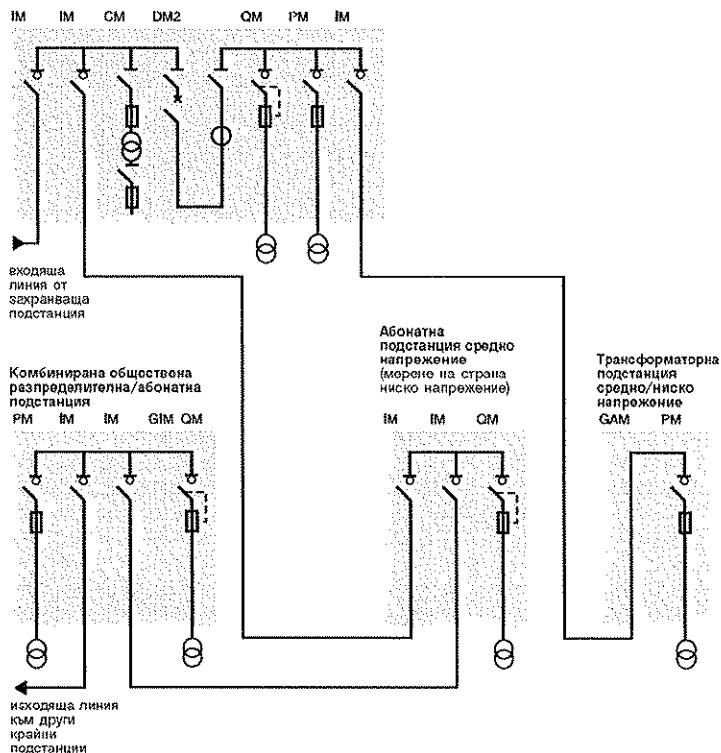 IM IM CM DM2 QM PM IM
входяща
линия от
захранваща
подстанция
Комбинирана обществена
разпределителна/абонатна
подстанция
PM IM IM GIM QM
Абонатна
подстанция средно
напрежение
(мерене на страна
ниско напрежение)
IM IM QM
Трансформаторна
подстанция
средно/ниско
напрежение
GAM PM
изходяща линия
към други
крайни
подстанции